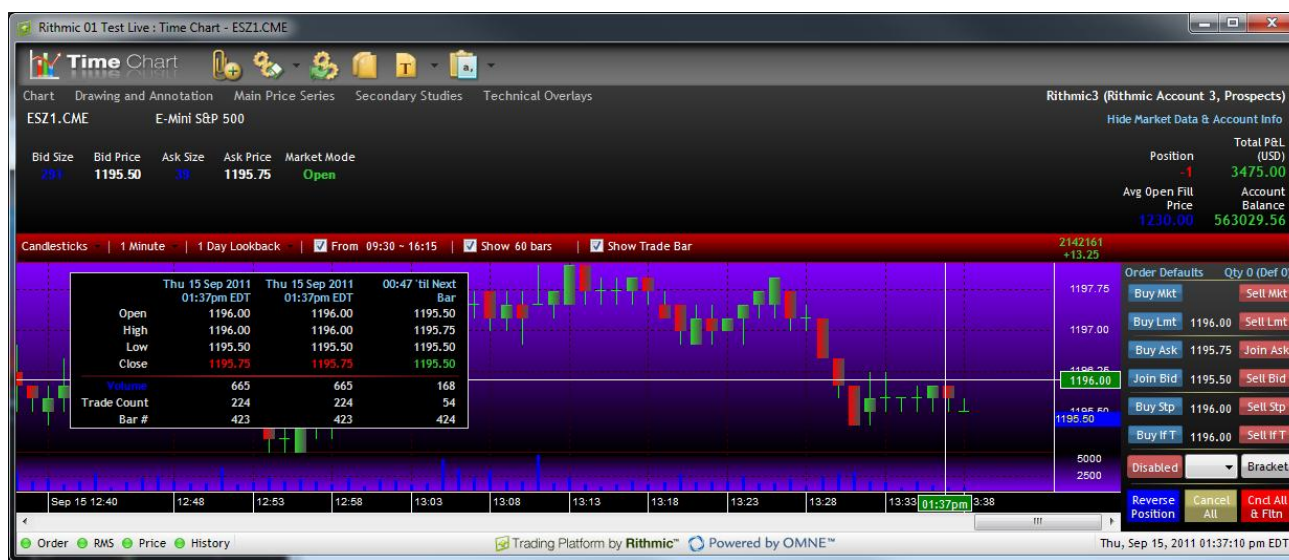 Rithmic 01 Test Live : Time Chart - ESZ1.CME
Time Chart
Chart Drawing and Annotation Main Price Series Secondary Studies Technical Overlays
Rithmic3 (Rithmic Account 3, Prospects)
ESZ1.CME E-Mini S&P 500
Hide Market Data & Account Info
Bid Size Bid Price Ask Size Ask Price Market Mode
291 1195.50 39 1195.75 Open
Position Total P&L (USD)
-1 3475.00
Avg Open Fill Price Account Balance
1230.00 563029.56
Candlesticks | 1 Minute | 1 Day Lookback | From 09:30 ~ 16:15 | Show 60 bars | Show Trade Bar
2142161
+13.25
Thu 15 Sep 2011 Thu 15 Sep 2011 00:47 'til Next
01:37pm EDT 01:37pm EDT Bar
Open 1196.00 1196.00 1195.50
High 1196.00 1196.00 1195.75
Low 1195.50 1195.50 1195.50
Close 1195.75 1195.75 1195.50
Volume 665 665 168
Trade Count 224 224 54
Bar # 423 423 424
1197.75
1197.00
1196.25
1196.00
1195.50
5000
2500
Order Defaults Qty 0 (Def 0)
Buy Mkt Sell Mkt
Buy Lmt 1196.00 Sell Lmt
Buy Ask 1195.75 Join Ask
Join Bid 1195.50 Sell Bid
Buy Stp 1196.00 Sell Stp
Buy If T 1196.00 Sell If T
Disabled Bracket
Reverse Position Cancel All Cncl All & Fltn
Sep 15 12:40 12:48 12:53 12:58 13:03 13:08 13:13 13:18 13:23 13:28 13:33 01:37pm 3:38
Order RMS Price History
Trading Platform by Rithmic™ Powered by OMNE™
Thu, Sep 15, 2011 01:37:10 pm EDT